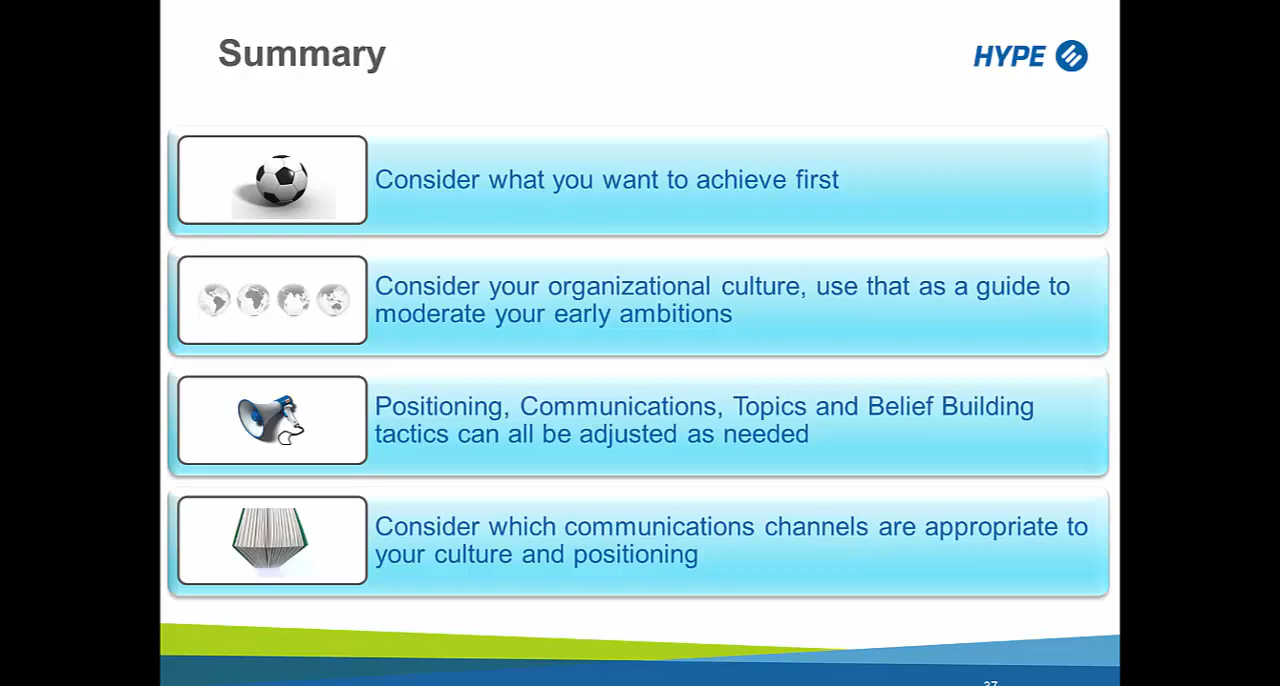 Summary
HYPE
Consider what you want to achieve first
Consider your organizational culture, use that as a guide to
moderate your early ambitions
Positioning, Communications, Topics and Belief Building
tactics can all be adjusted as needed
Consider which communications channels are appropriate to
your culture and positioning
37